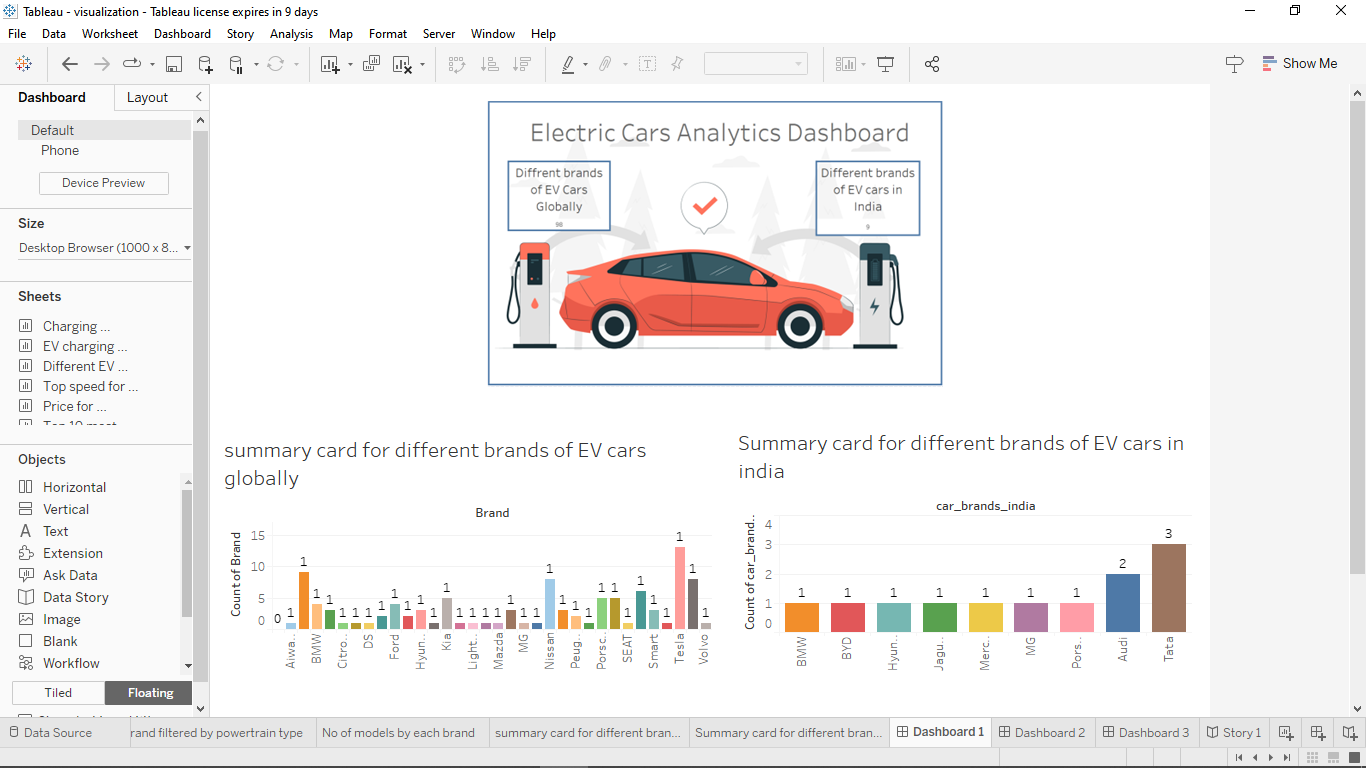 Tableau - visualization - Tableau license expires in 9 days
File Data Worksheet Dashboard Story Analysis Map Format Server Window Help
Show Me
Dashboard Layout
Default
Phone
Device Preview
Size
Desktop Browser (1000 x 8...
Sheets
Charging ...
EV charging ...
Different EV ...
Top speed for ...
Price for ...
Objects
Horizontal
Vertical
Text
Extension
Ask Data
Data Story
Image
Blank
Workflow
Tiled Floating
Electric Cars Analytics Dashboard
Diffrent brands
of EV Cars
Globally
Different brands
of EV cars in
India
9
summary card for different brands of EV cars
globally
Brand
Count of Brand
15
10
5
0
0 1 1 4 1 1 1 1 1 1 1 1 1 5 1 1 1 1 1 1 1 1 1 1 1 1 1 1 1 1 1 1 1 1
Aiwa..
BMW
Citro..
DS
Ford
Hyun..
Kia
Light..
Mazda
MG
Nissan
Peug..
Porsc..
SEAT
Smart
Tesla
Volvo
Summary card for different brands of EV cars in
india
car_brands_india
Count of car_brand..
4
3
2
1
0
1 1 1 1 1 1 1 2 3
BMW
BYD
Hyun..
Jagu..
Merc..
MG
Pors..
Audi
Tata
Data Source rand filtered by powertrain type No of models by each brand summary card for different bran... Summary card for different bran... Dashboard 1 Dashboard 2 Dashboard 3 Story 1